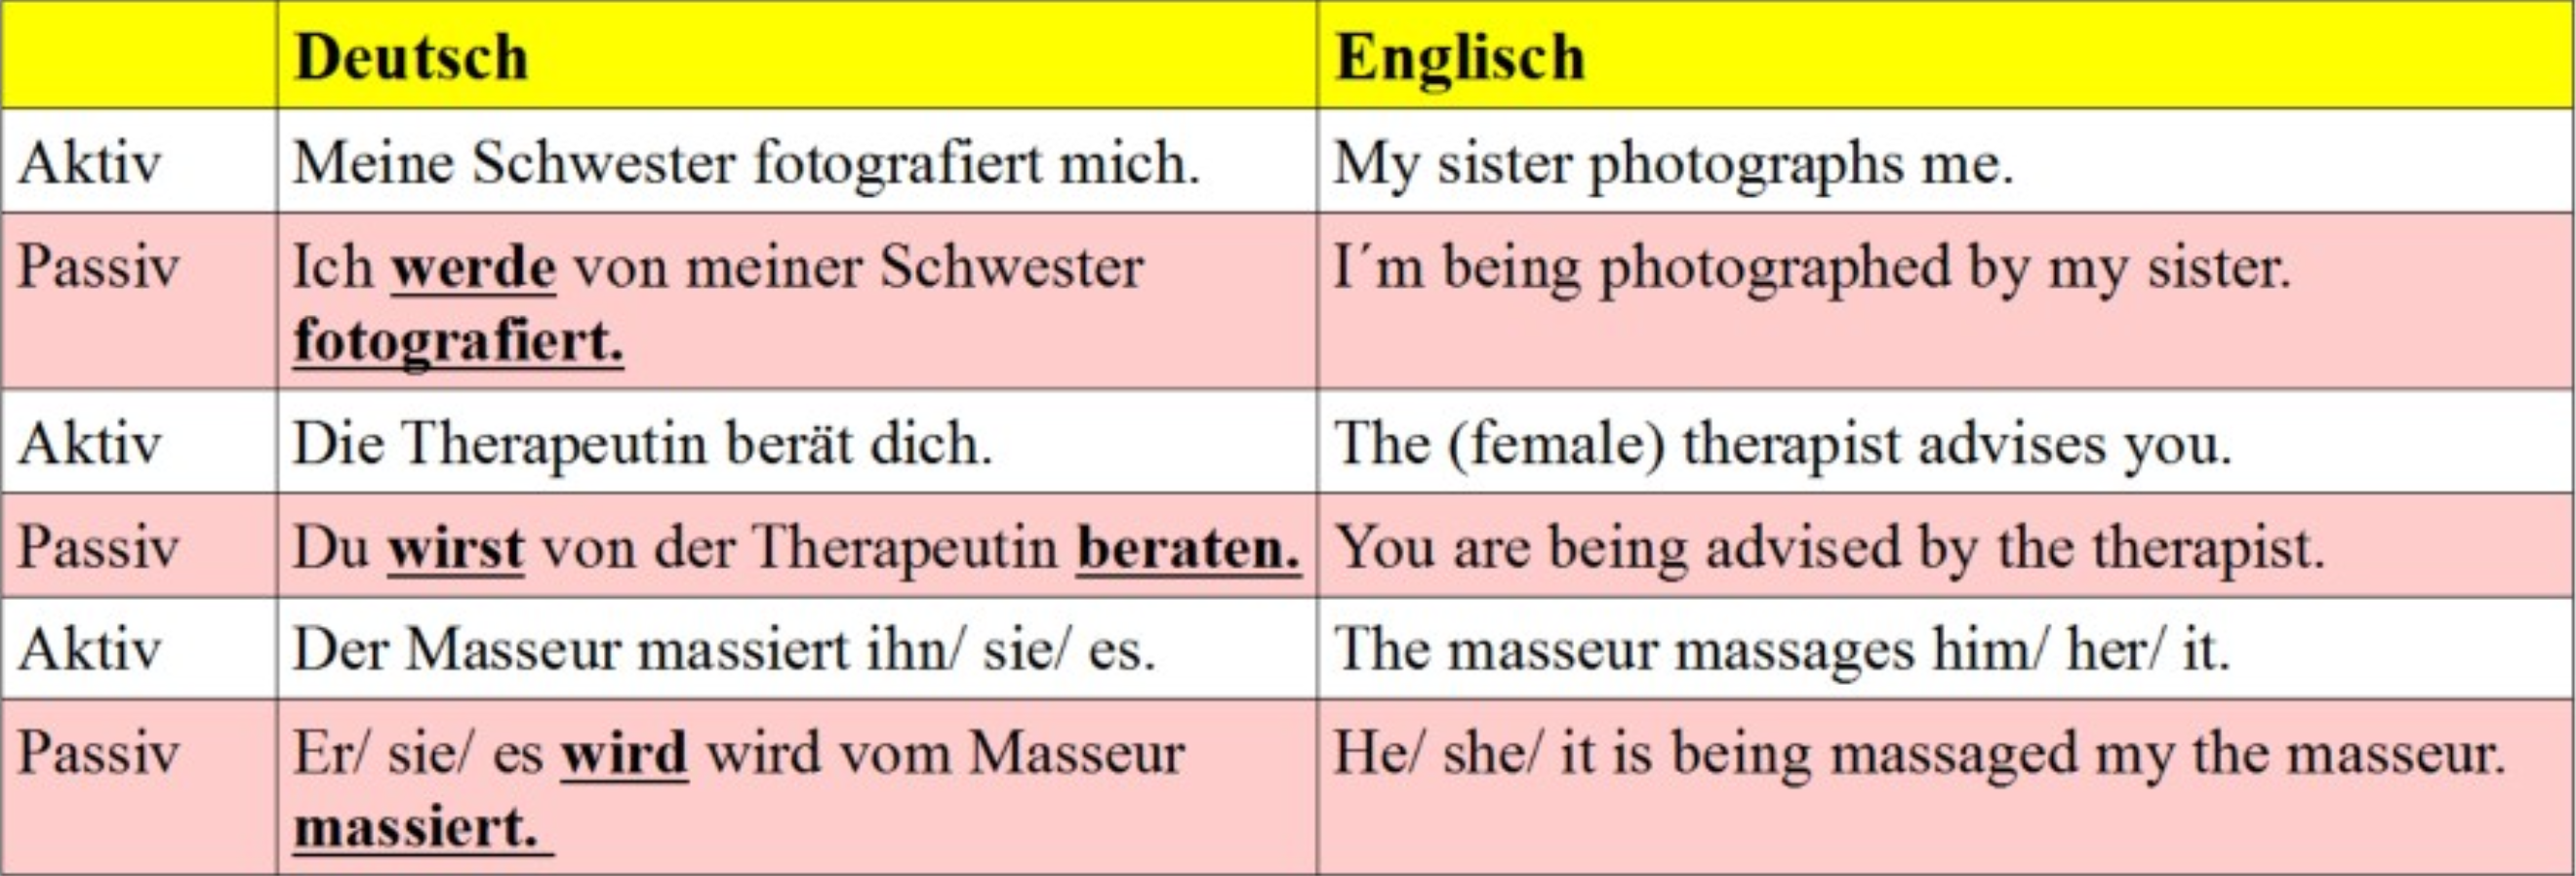 Deutsch Englisch
Aktiv Meine Schwester fotografiert mich. My sister photographs me.
Passiv Ich werde von meiner Schwester I´m being photographed by my sister.
fotografiert.
Aktiv Die Therapeutin berät dich. The (female) therapist advises you.
Passiv Du wirst von der Therapeutin beraten. You are being advised by the therapist.
Aktiv Der Masseur massiert ihn/ sie/ es. The masseur massages him/ her/ it.
Passiv Er/ sie/ es wird wird vom Masseur He/ she/ it is being massaged my the masseur.
massiert.